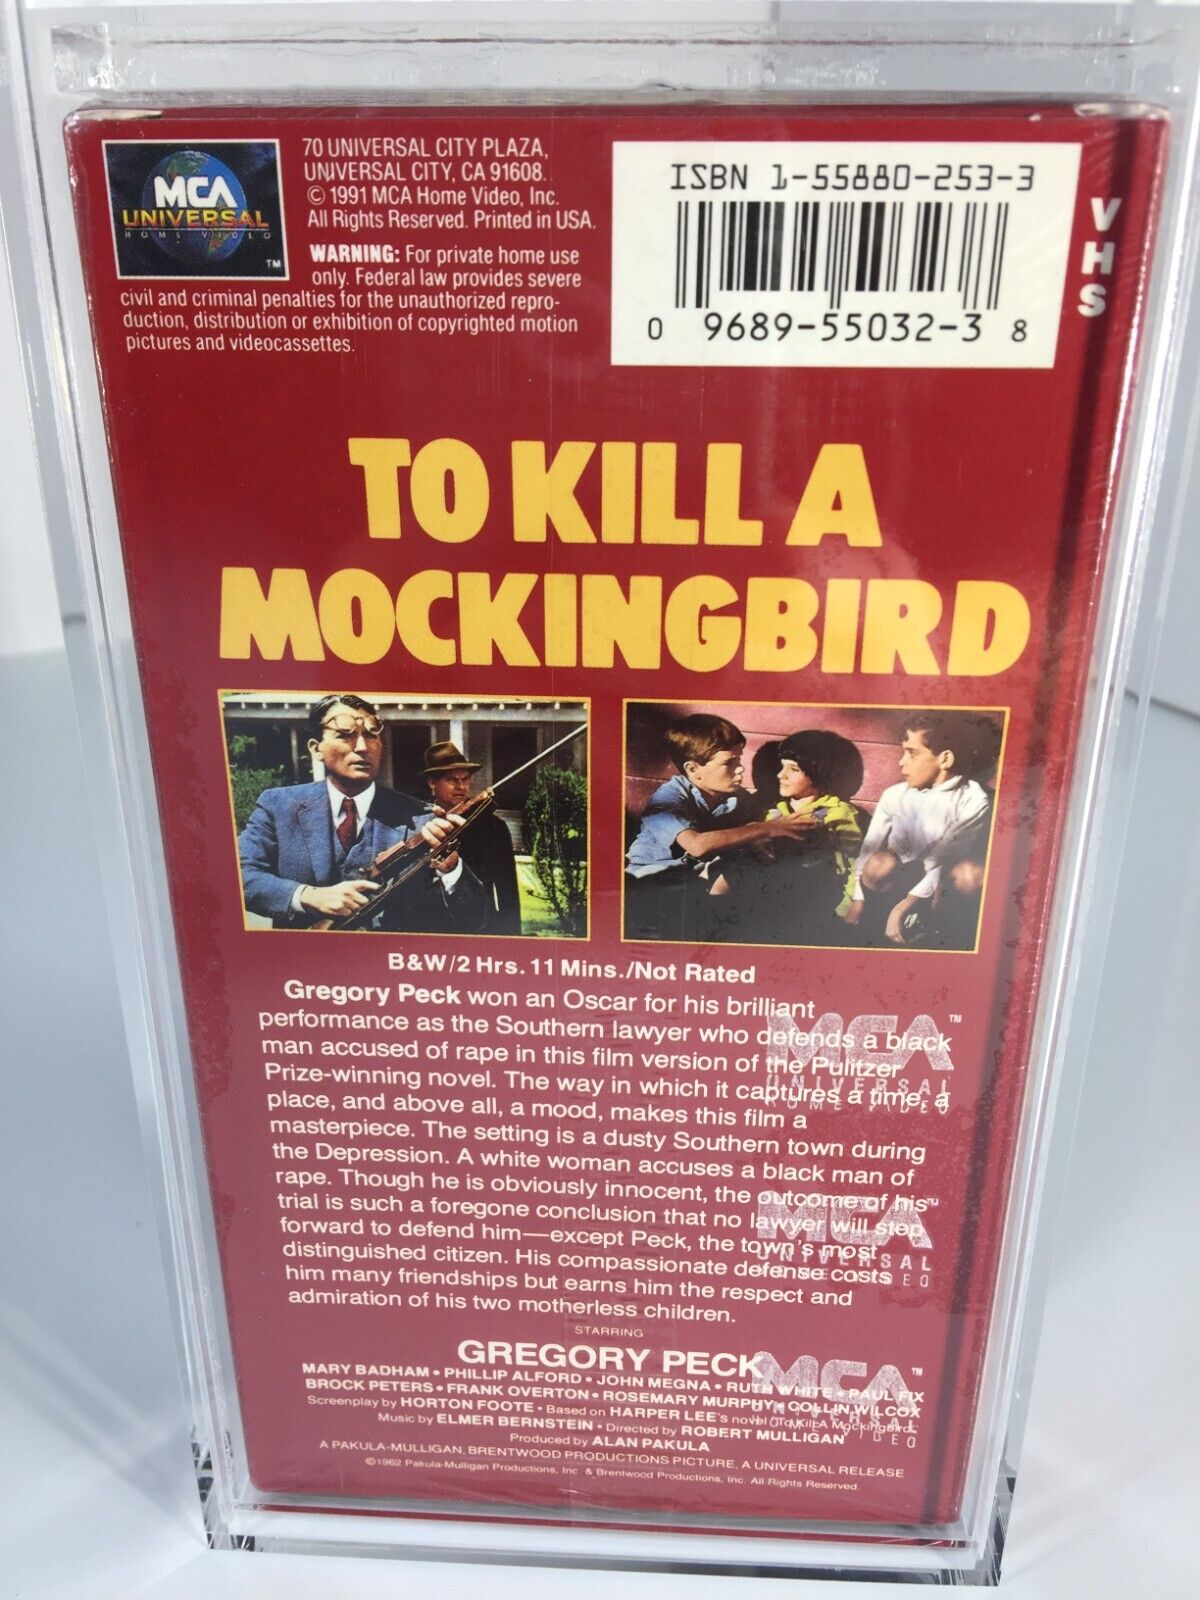 MCA
UNIVERSAL
HOME VIDEO
TM
70 UNIVERSAL CITY PLAZA,
UNIVERSAL CITY, CA 91608.
© 1991 MCA Home Video, Inc.
All Rights Reserved. Printed in USA.
WARNING: For private home use
only. Federal law provides severe
civil and criminal penalties for the unauthorized repro-
duction, distribution or exhibition of copyrighted motion
pictures and videocassettes.
ISBN 1-55880-253-3
0 9689-55032-3 8
VHS
TO KILL A
MOCKINGBIRD
B&W/2 Hrs. 11 Mins./Not Rated
Gregory Peck won an Oscar for his brilliant
performance as the Southern lawyer who defends a black
man accused of rape in this film version of the Pulitzer
Prize-winning novel. The way in which it captures a time, a
place, and above all, a mood, makes this film a
masterpiece. The setting is a dusty Southern town during
the Depression. A white woman accuses a black man of
rape. Though he is obviously innocent, the outcome of his
trial is such a foregone conclusion that no lawyer will step
forward to defend him—except Peck, the town's most
distinguished citizen. His compassionate defense costs
him many friendships but earns him the respect and
admiration of his two motherless children.
MCA™
UNIVERSAL
HOME VIDEO
MCA™
UNIVERSAL
HOME VIDEO
STARRING
GREGORY PECK
MARY BADHAM • PHILLIP ALFORD • JOHN MEGNA • RUTH WHITE • PAUL FIX
BROCK PETERS • FRANK OVERTON • ROSEMARY MURPHY • COLLIN WILCOX
Screenplay by HORTON FOOTE • Based on HARPER LEE's novel "To Kill A Mockingbird"
Music by ELMER BERNSTEIN • Directed by ROBERT MULLIGAN
Produced by ALAN PAKULA
A PAKULA-MULLIGAN, BRENTWOOD PRODUCTIONS PICTURE, A UNIVERSAL RELEASE
©1962 Pakula-Mulligan Productions, Inc. & Brentwood Productions, Inc. All Rights Reserved.
MCA™
UNIVERSAL
HOME VIDEO